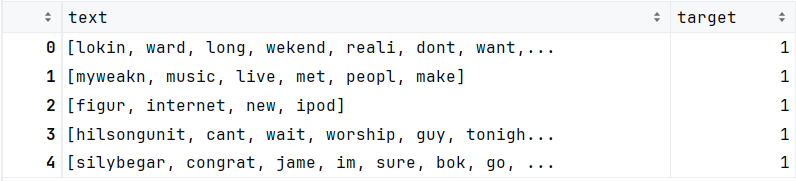 text target
0 [lokin, ward, long, wekend, reali, dont, want,... 1
1 [myweakn, music, live, met, peopl, make] 1
2 [figur, internet, new, ipod] 1
3 [hilsongunit, cant, wait, worship, guy, tonigh... 1
4 [silybegar, congrat, jame, im, sure, bok, go, ... 1